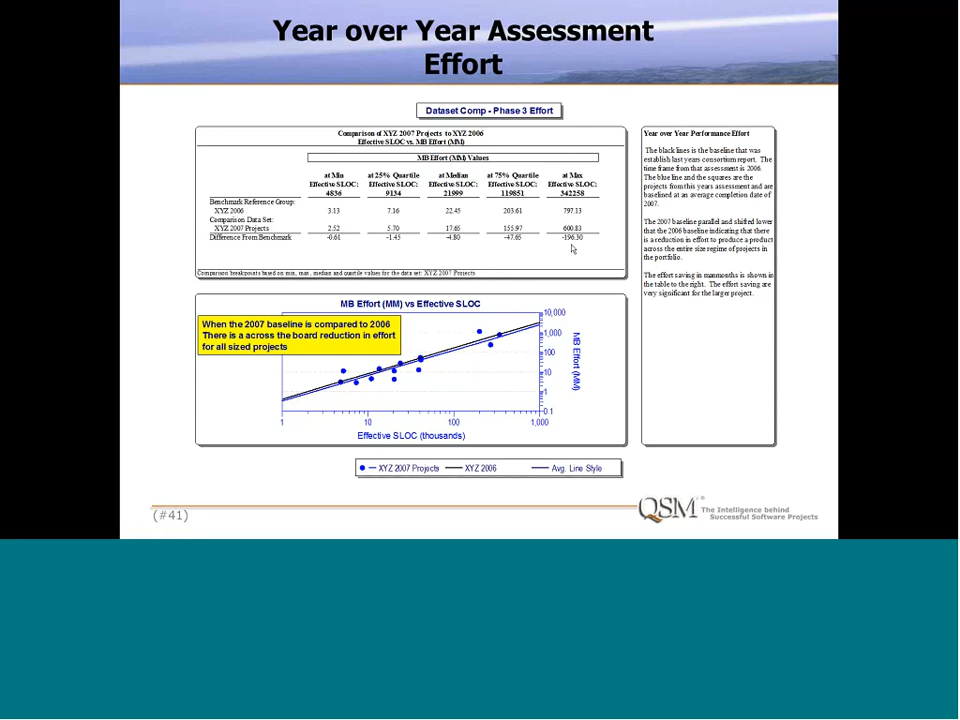 Year over Year Assessment
Effort
Dataset Comp - Phase 3 Effort
Comparison of XYZ 2007 Projects to XYZ 2006
Effective SLOC vs. MB Effort (MM)
MB Effort (MM) Values
at Min at 25% Quartile at Median at 75% Quartile at Max
Effective SLOC: Effective SLOC: Effective SLOC: Effective SLOC: Effective SLOC:
4836 9134 21999 119851 342258
Benchmark Reference Group:
XYZ 2006 3.13 7.16 22.45 203.61 797.13
Comparison Data Set:
XYZ 2007 Projects 2.52 5.70 17.65 155.97 600.83
Difference From Benchmark -0.61 -1.45 -4.80 -47.65 -196.30
Comparison breakpoints based on min, max, median and quartile values for the data set: XYZ 2007 Projects
Year over Year Performance Effort
The black lines is the baseline that was
establish last years consortium report. The
time frame from that assessment is 2006.
The blue line and the squares are the
projects from this years assessment and are
baselined at an average completion date of
2007.
The 2007 baseline parallel and shifted lower
that the 2006 baseline indicating that there
is a reduction in effort to produce a product
across the entire size regime of projects in
the portfolio.
The effort saving in manmonths is shown in
the table to the right. The effort saving are
very significant for the larger project.
MB Effort (MM) vs Effective SLOC
When the 2007 baseline is compared to 2006
There is a across the board reduction in effort
for all sized projects
10,000
1,000
100
10
1
0.1
MB Effort (MM)
1 10 100 1,000
Effective SLOC (thousands)
XYZ 2007 Projects XYZ 2006 Avg. Line Style
(#41)
QSM® The Intelligence behind
Successful Software Projects